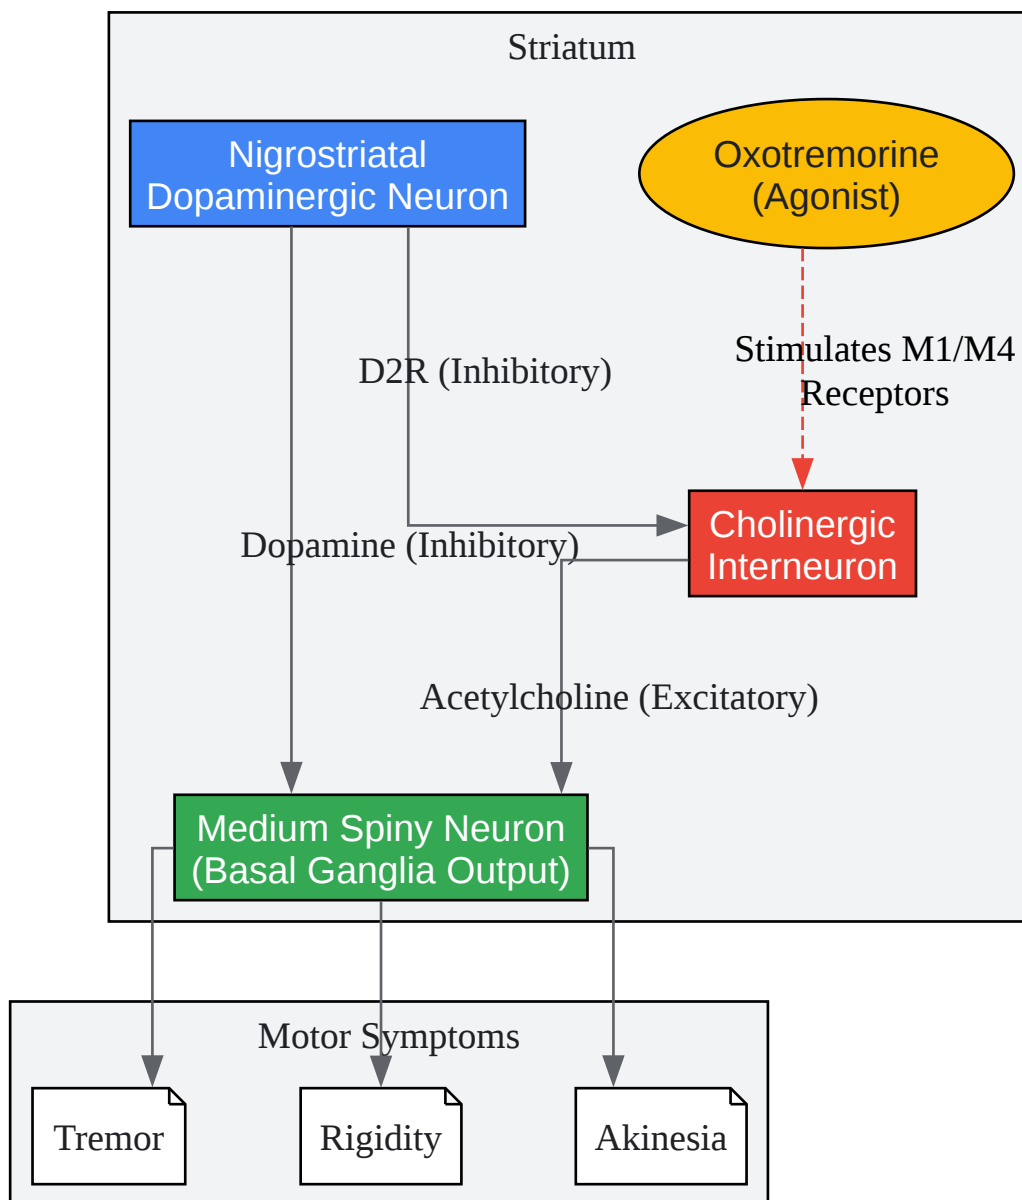 Striatum
Nigrostriatal
Dopaminergic Neuron
Oxotremorine
(Agonist)
Stimulates M1/M4
Receptors
D2R (Inhibitory)
Cholinergic
Interneuron
Dopamine (Inhibitory)
Acetylcholine (Excitatory)
Medium Spiny Neuron
(Basal Ganglia Output)
Motor Symptoms
Tremor
Rigidity
Akinesia